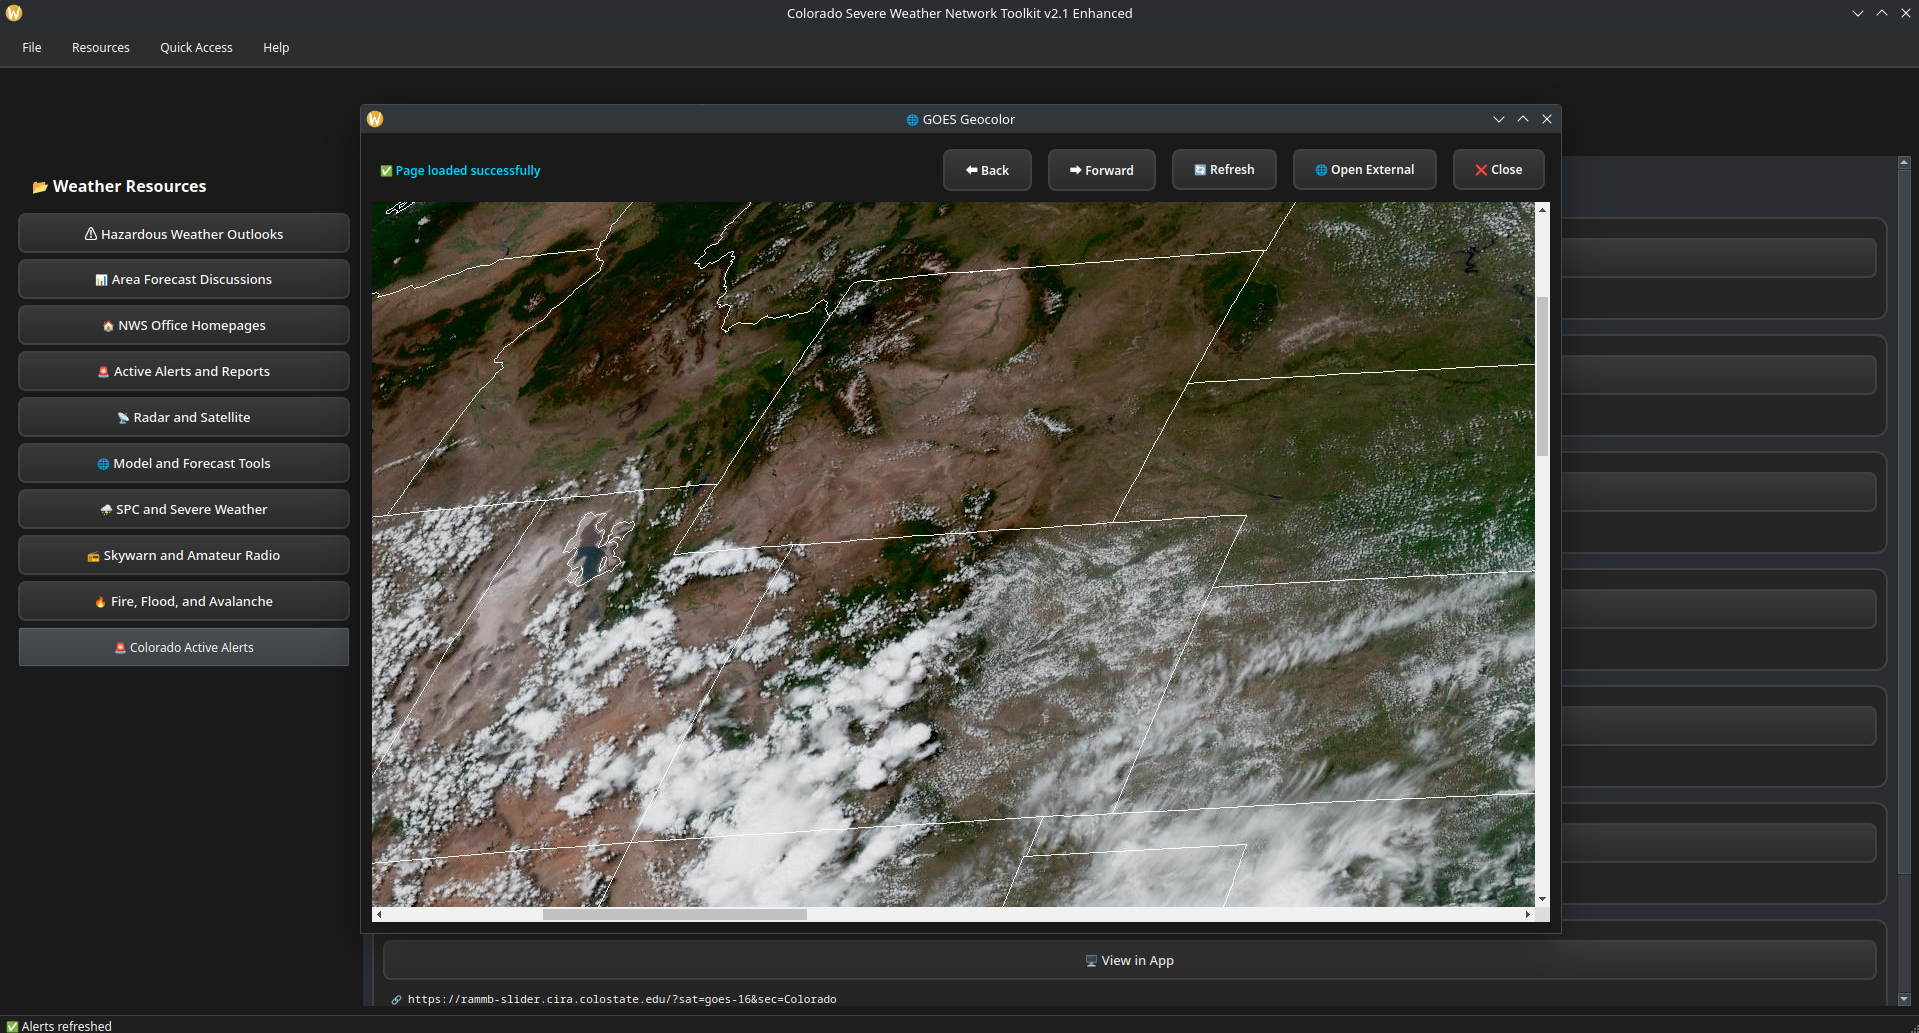 Colorado Severe Weather Network Toolkit v2.1 Enhanced
File Resources Quick Access Help
🌐 GOES Geocolor
✅ Page loaded successfully
⬅ Back
➡ Forward
🔄 Refresh
🌐 Open External
❌ Close
📂 Weather Resources
⚠ Hazardous Weather Outlooks
📊 Area Forecast Discussions
🏠 NWS Office Homepages
🚨 Active Alerts and Reports
📡 Radar and Satellite
🌐 Model and Forecast Tools
⛈ SPC and Severe Weather
📻 Skywarn and Amateur Radio
🔥 Fire, Flood, and Avalanche
🚨 Colorado Active Alerts
🖥 View in App
🔗 https://rammb-slider.cira.colostate.edu/?sat=goes-16&sec=Colorado
✅ Alerts refreshed